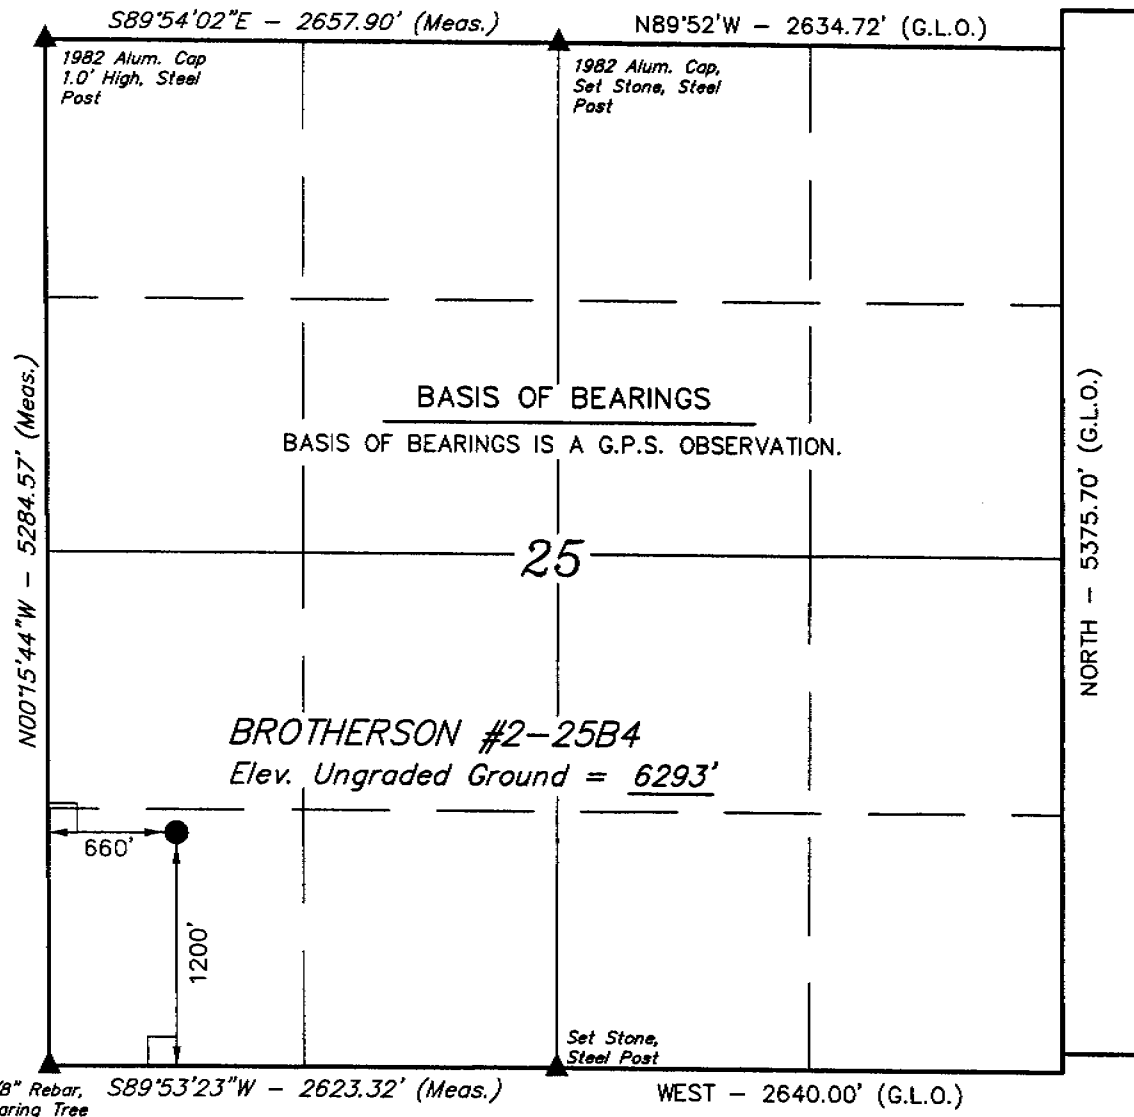 S89°54'02"E - 2657.90' (Meas.)
N89°52'W - 2634.72' (G.L.O.)
1982 Alum. Cap
1.0' High, Steel
Post
1982 Alum. Cap,
Set Stone, Steel
Post
N00°15'44"W - 5284.57' (Meas.)
BASIS OF BEARINGS
BASIS OF BEARINGS IS A G.P.S. OBSERVATION.
NORTH - 5375.70' (G.L.O.)
25
BROTHERSON #2-25B4
Elev. Ungraded Ground = 6293'
660'
1200'
Set Stone,
Steel Post
Rebar,
Tree
S89°53'23"W - 2623.32' (Meas.)
WEST - 2640.00' (G.L.O.)